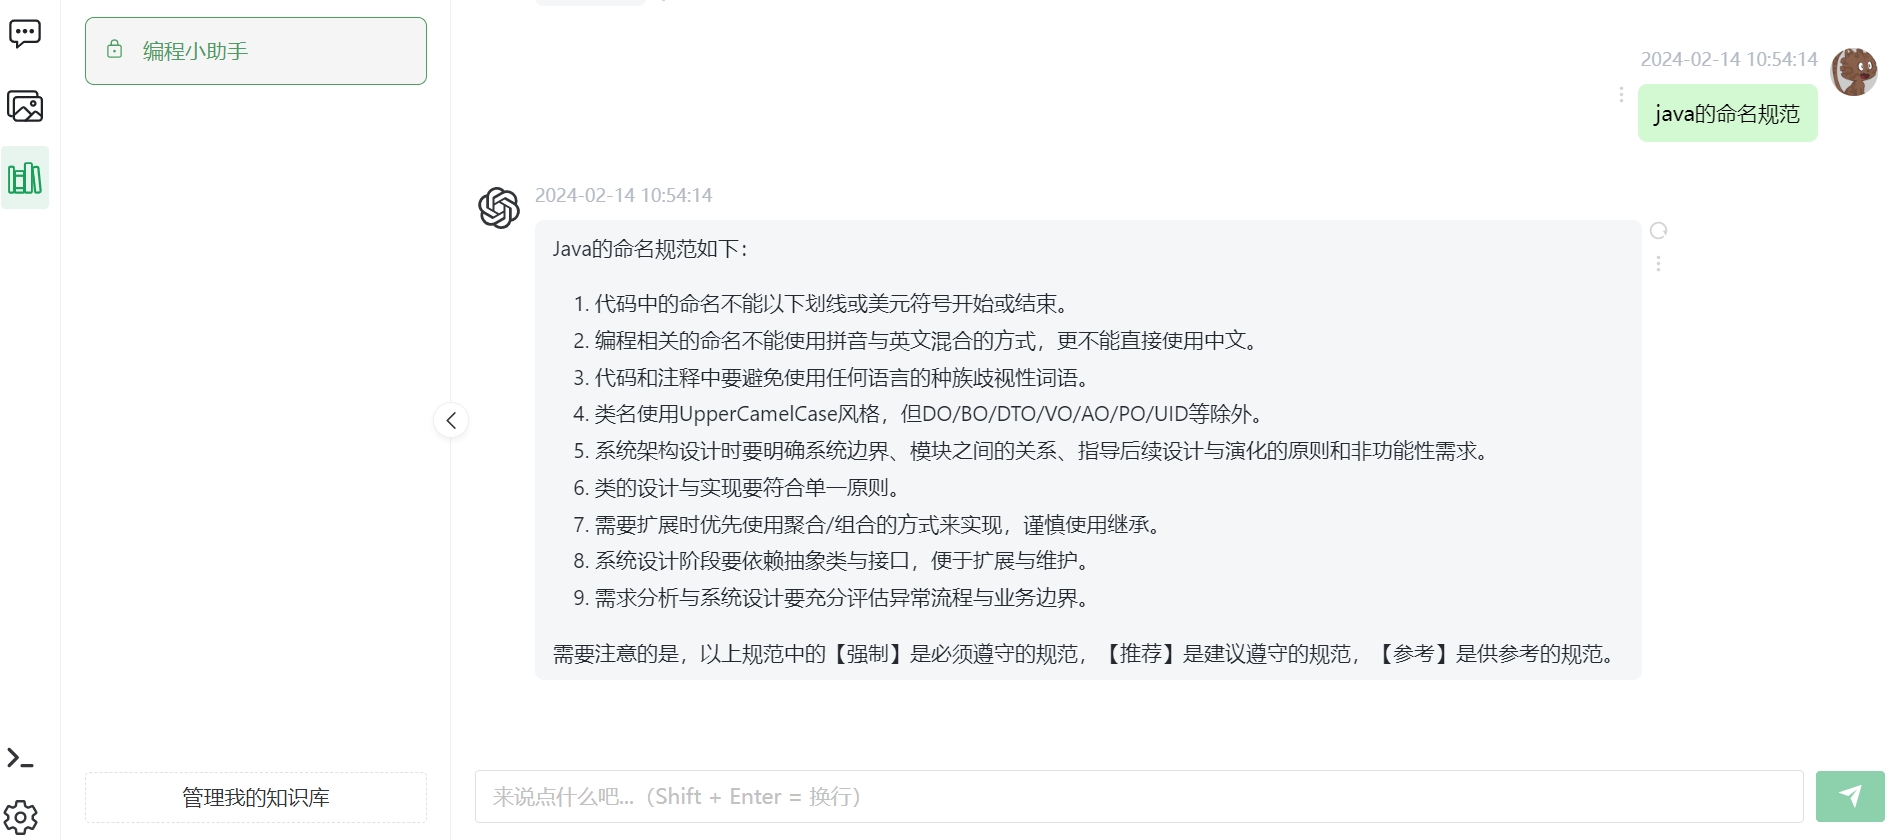 编程小助手
2024-02-14 10:54:14
java的命名规范
2024-02-14 10:54:14
Java的命名规范如下：
1. 代码中的命名不能以下划线或美元符号开始或结束。
2. 编程相关的命名不能使用拼音与英文混合的方式，更不能直接使用中文。
3. 代码和注释中要避免使用任何语言的种族歧视性词语。
4. 类名使用UpperCamelCase风格，但DO/BO/DTO/VO/AO/PO/UID等除外。
5. 系统架构设计时要明确系统边界、模块之间的关系、指导后续设计与演化的原则和非功能性需求。
6. 类的设计与实现要符合单一原则。
7. 需要扩展时优先使用聚合/组合的方式来实现，谨慎使用继承。
8. 系统设计阶段要依赖抽象类与接口，便于扩展与维护。
9. 需求分析与系统设计要充分评估异常流程与业务边界。
需要注意的是，以上规范中的【强制】是必须遵守的规范，【推荐】是建议遵守的规范，【参考】是供参考的规范。
管理我的知识库
来说点什么吧...（Shift + Enter = 换行）